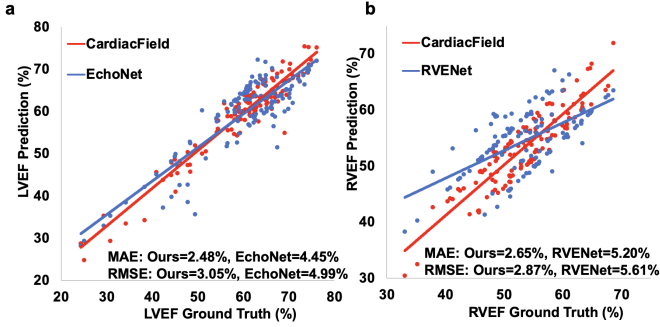 a
CardiacField
EchoNet
LVEF Prediction (%)
80
70
60
50
40
30
20
MAE: Ours=2.48%, EchoNet=4.45%
RMSE: Ours=3.05%, EchoNet=4.99%
20 30 40 50 60 70 80
LVEF Ground Truth (%)
b
CardiacField
RVENet
RVEF Prediction (%)
70
60
50
40
30
MAE: Ours=2.65%, RVENet=5.20%
RMSE: Ours=2.87%, RVENet=5.61%
30 40 50 60 70
RVEF Ground Truth (%)